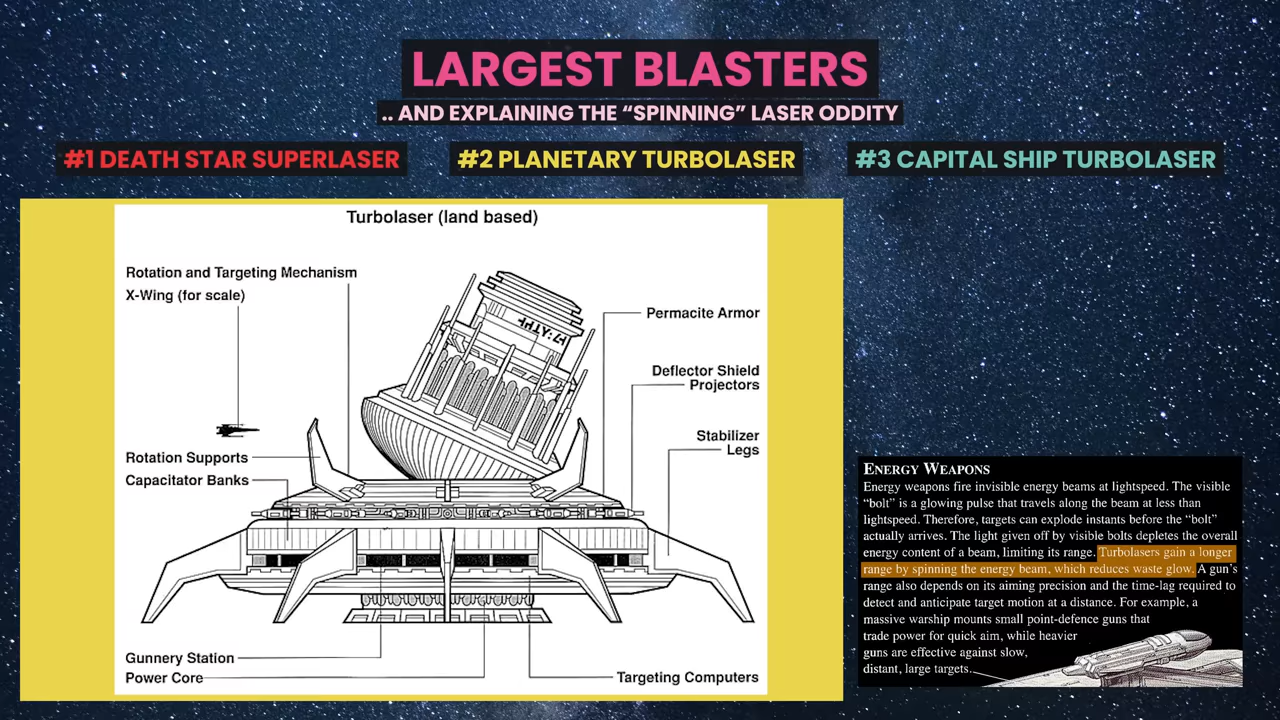 LARGEST BLASTERS
.. AND EXPLAINING THE “SPINNING” LASER ODDITY
#1 DEATH STAR SUPERLASER
#2 PLANETARY TURBOLASER
#3 CAPITAL SHIP TURBOLASER
Turbolaser (land based)
Rotation and Targeting Mechanism
X-Wing (for scale)
Permacite Armor
Deflector Shield
Projectors
Stabilizer
Legs
Rotation Supports
Capacitator Banks
Gunnery Station
Power Core
Targeting Computers
ENERGY WEAPONS
Energy weapons fire invisible energy beams at lightspeed. The visible
“bolt” is a glowing pulse that travels along the beam at less than
lightspeed. Therefore, targets can explode instants before the “bolt”
actually arrives. The light given off by visible bolts depletes the overall
energy content of a beam, limiting its range. Turbolasers gain a longer
range by spinning the energy beam, which reduces waste glow. A gun’s
range also depends on its aiming precision and the time-lag required to
detect and anticipate target motion at a distance. For example, a
massive warship mounts small point-defence guns that
trade power for quick aim, while heavier
guns are effective against slow,
distant, large targets.